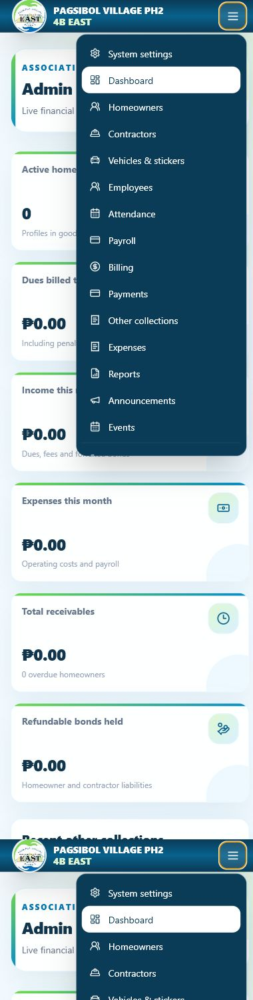 PAGSIBOL VILLAGE PH2
4B EAST
EAST
System settings
ASSOCIATI
Dashboard
Admin
Homeowners
Live financial
Contractors
Vehicles & stickers
Active home
Employees
0
Attendance
Profiles in good
Payroll
Billing
Dues billed t
Payments
₱0.00
Other collections
Including penal
Expenses
Reports
Income this
Announcements
Events
₱0.00
Dues, fees and
Expenses this month
₱0.00
Operating costs and payroll
Total receivables
₱0.00
0 overdue homeowners
Refundable bonds held
₱0.00
Homeowner and contractor liabilities
Recent other collections
PAGSIBOL VILLAGE PH2
4B EAST
EAST
System settings
ASSOCIATI
Dashboard
Admin
Homeowners
Live financial
Contractors
Vehicles & stickers